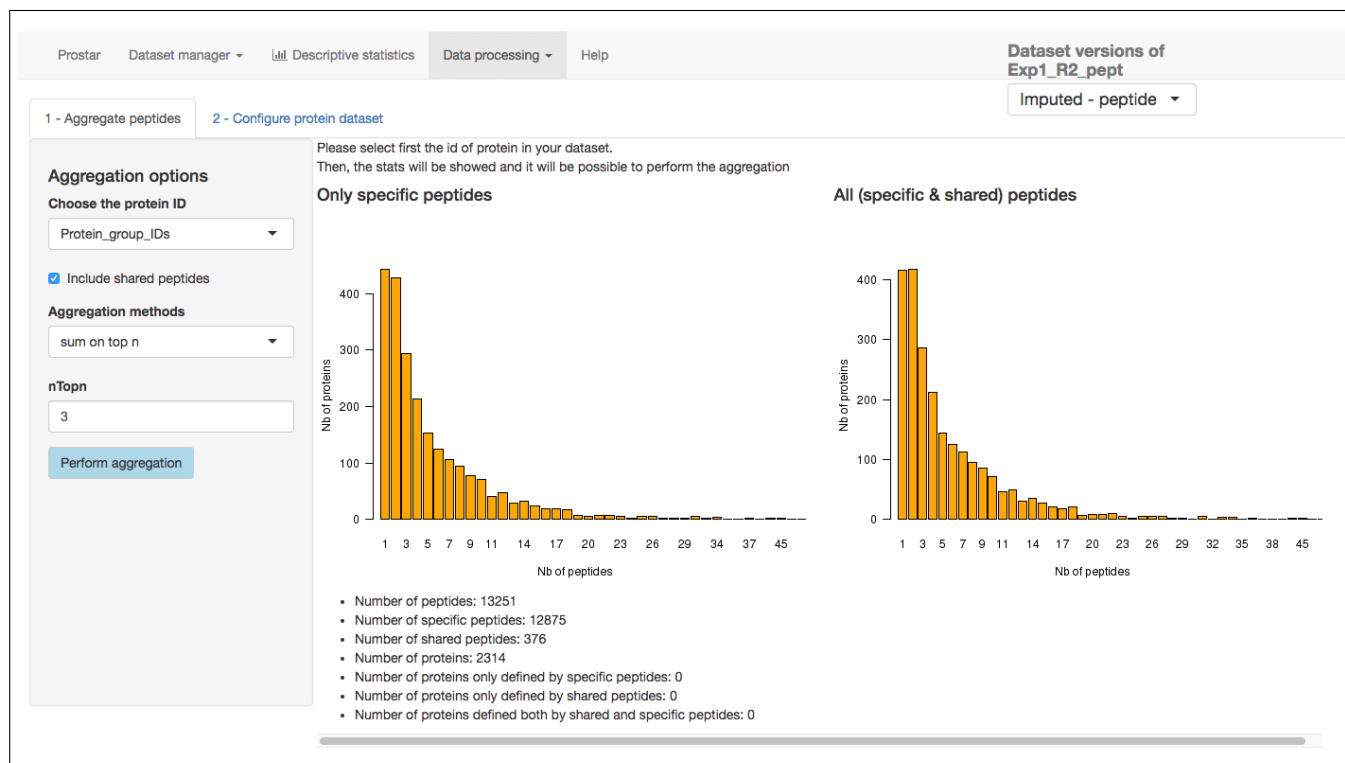 Prostar Dataset manager Descriptive statistics Data processing Help
Dataset versions of
Exp1_R2_pept
Imputed - peptide
1 - Aggregate peptides 2 - Configure protein dataset
Please select first the id of protein in your dataset.
Then, the stats will be showed and it will be possible to perform the aggregation
Aggregation options
Choose the protein ID
Protein_group_IDs
Include shared peptides
Aggregation methods
sum on top n
nTopn
3
Perform aggregation
Only specific peptides
Nb of proteins
400
300
200
100
0
1 3 5 7 9 11 14 17 20 23 26 29 34 37 45
Nb of peptides
All (specific & shared) peptides
Nb of proteins
400
300
200
100
0
1 3 5 7 9 11 14 17 20 23 26 29 32 35 38 45
Nb of peptides
• Number of peptides: 13251
• Number of specific peptides: 12875
• Number of shared peptides: 376
• Number of proteins: 2314
• Number of proteins only defined by specific peptides: 0
• Number of proteins only defined by shared peptides: 0
• Number of proteins defined both by shared and specific peptides: 0